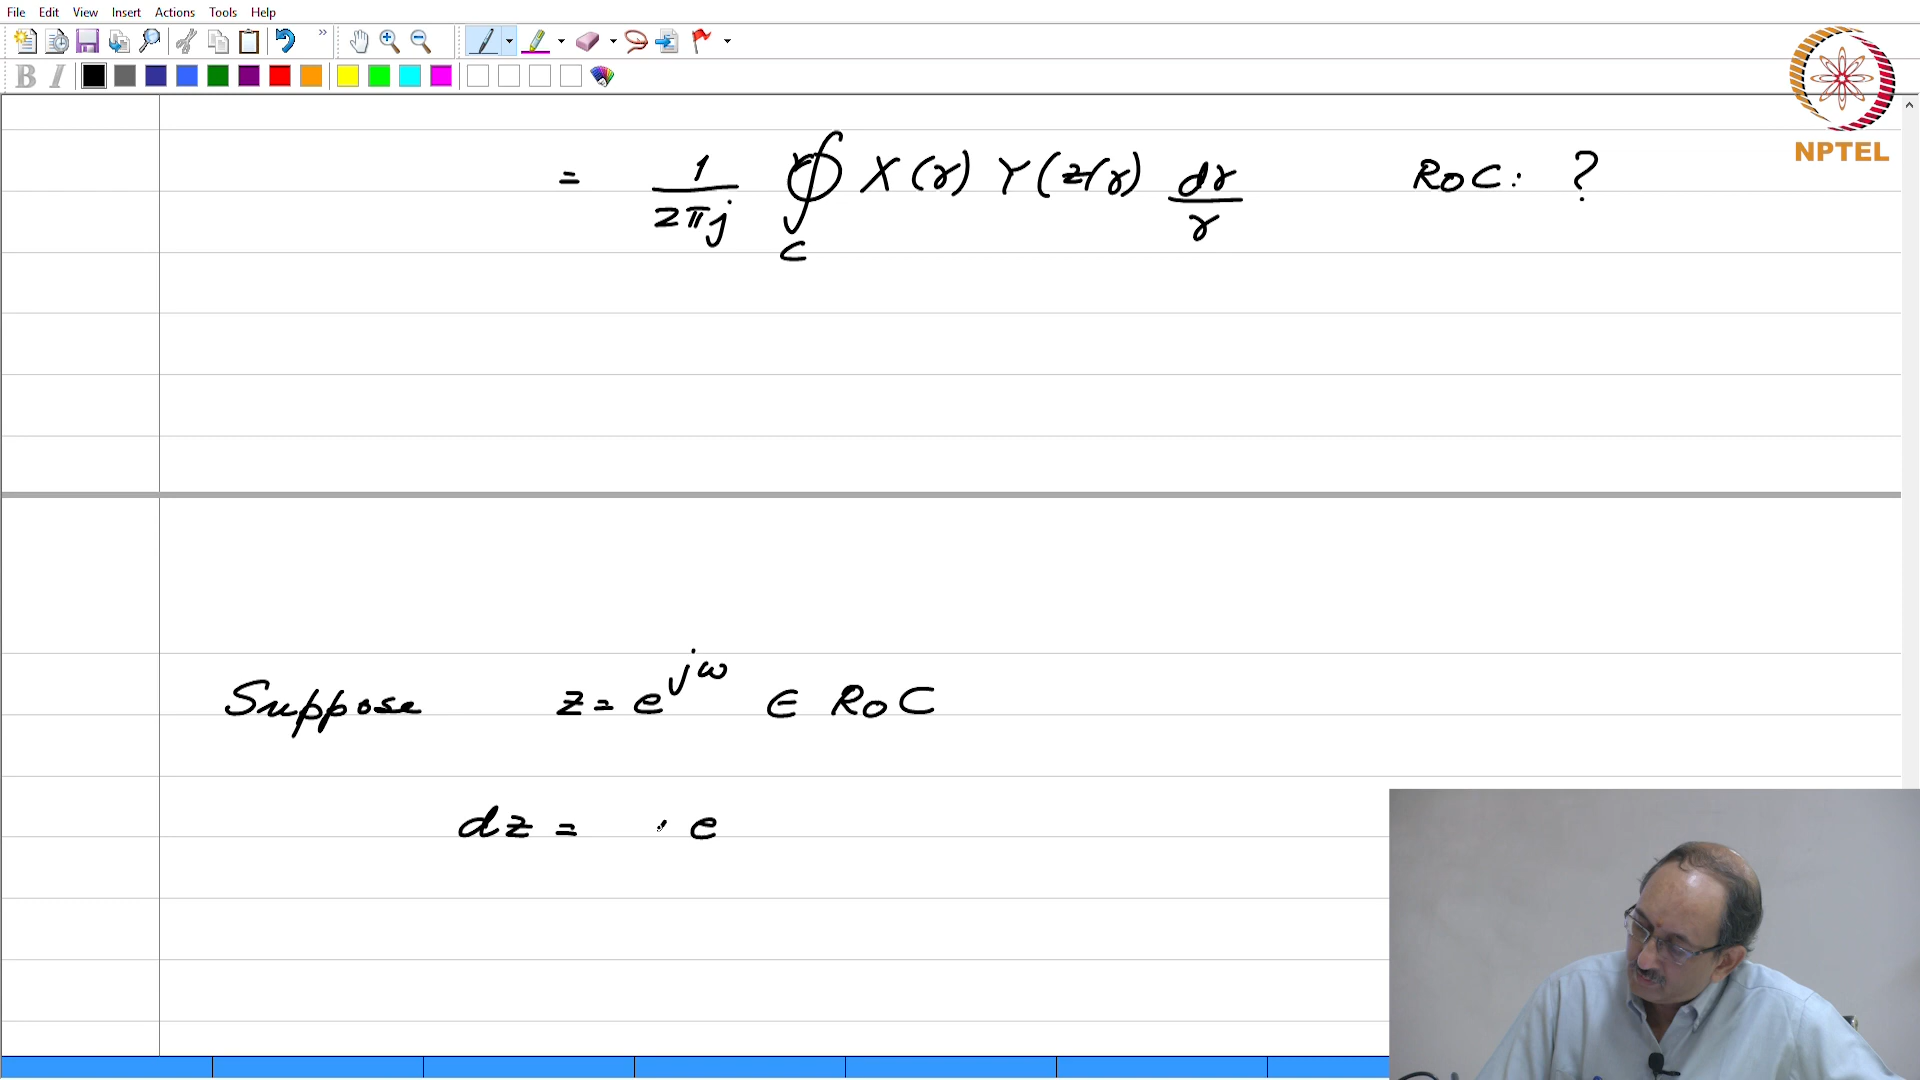 File Edit View Insert Actions Tools Help
B I
NPTEL
= 1/2πj ∮_C X(γ) Y(z/γ) dγ/γ RoC: ?
Suppose z = e^{jω} ∈ RoC
dz = e